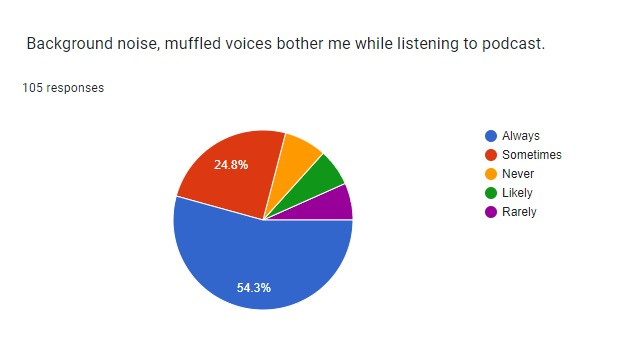 Background noise, muffled voices bother me while listening to podcast.
105 responses
Always
Sometimes
Never
Likely
Rarely
24.8%
54.3%